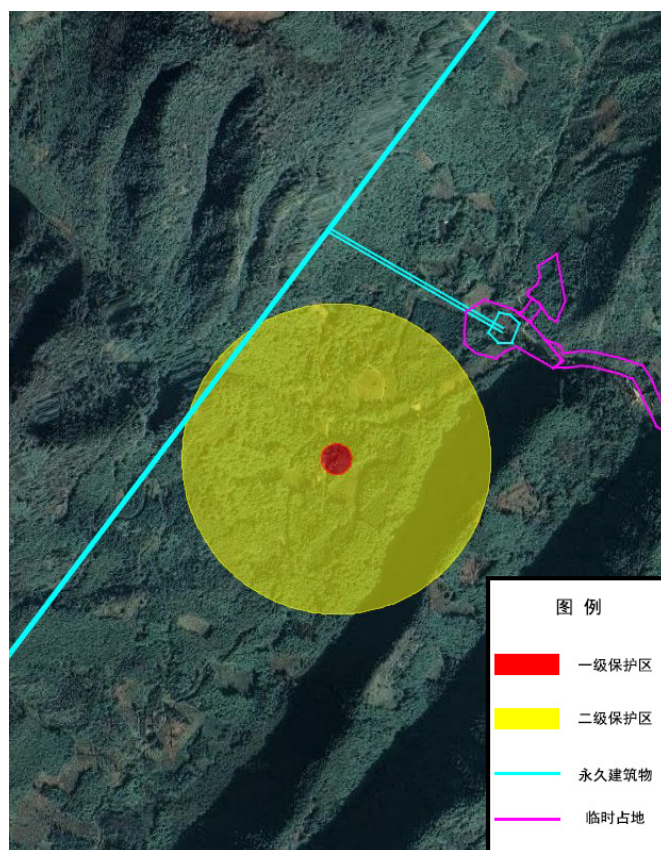 图 例
一级保护区
二级保护区
永久建筑物
临时占地